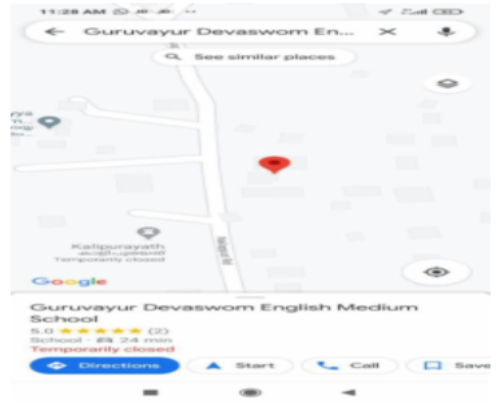 11:28 AM
Guruvayur Devaswom En...
See similar places
Kalipurayath
Temporarily closed
Google
Guruvayur Devaswom English Medium
School
5.0 (2)
School · 24 min
Temporarily closed
Directions
Start
Call
Save